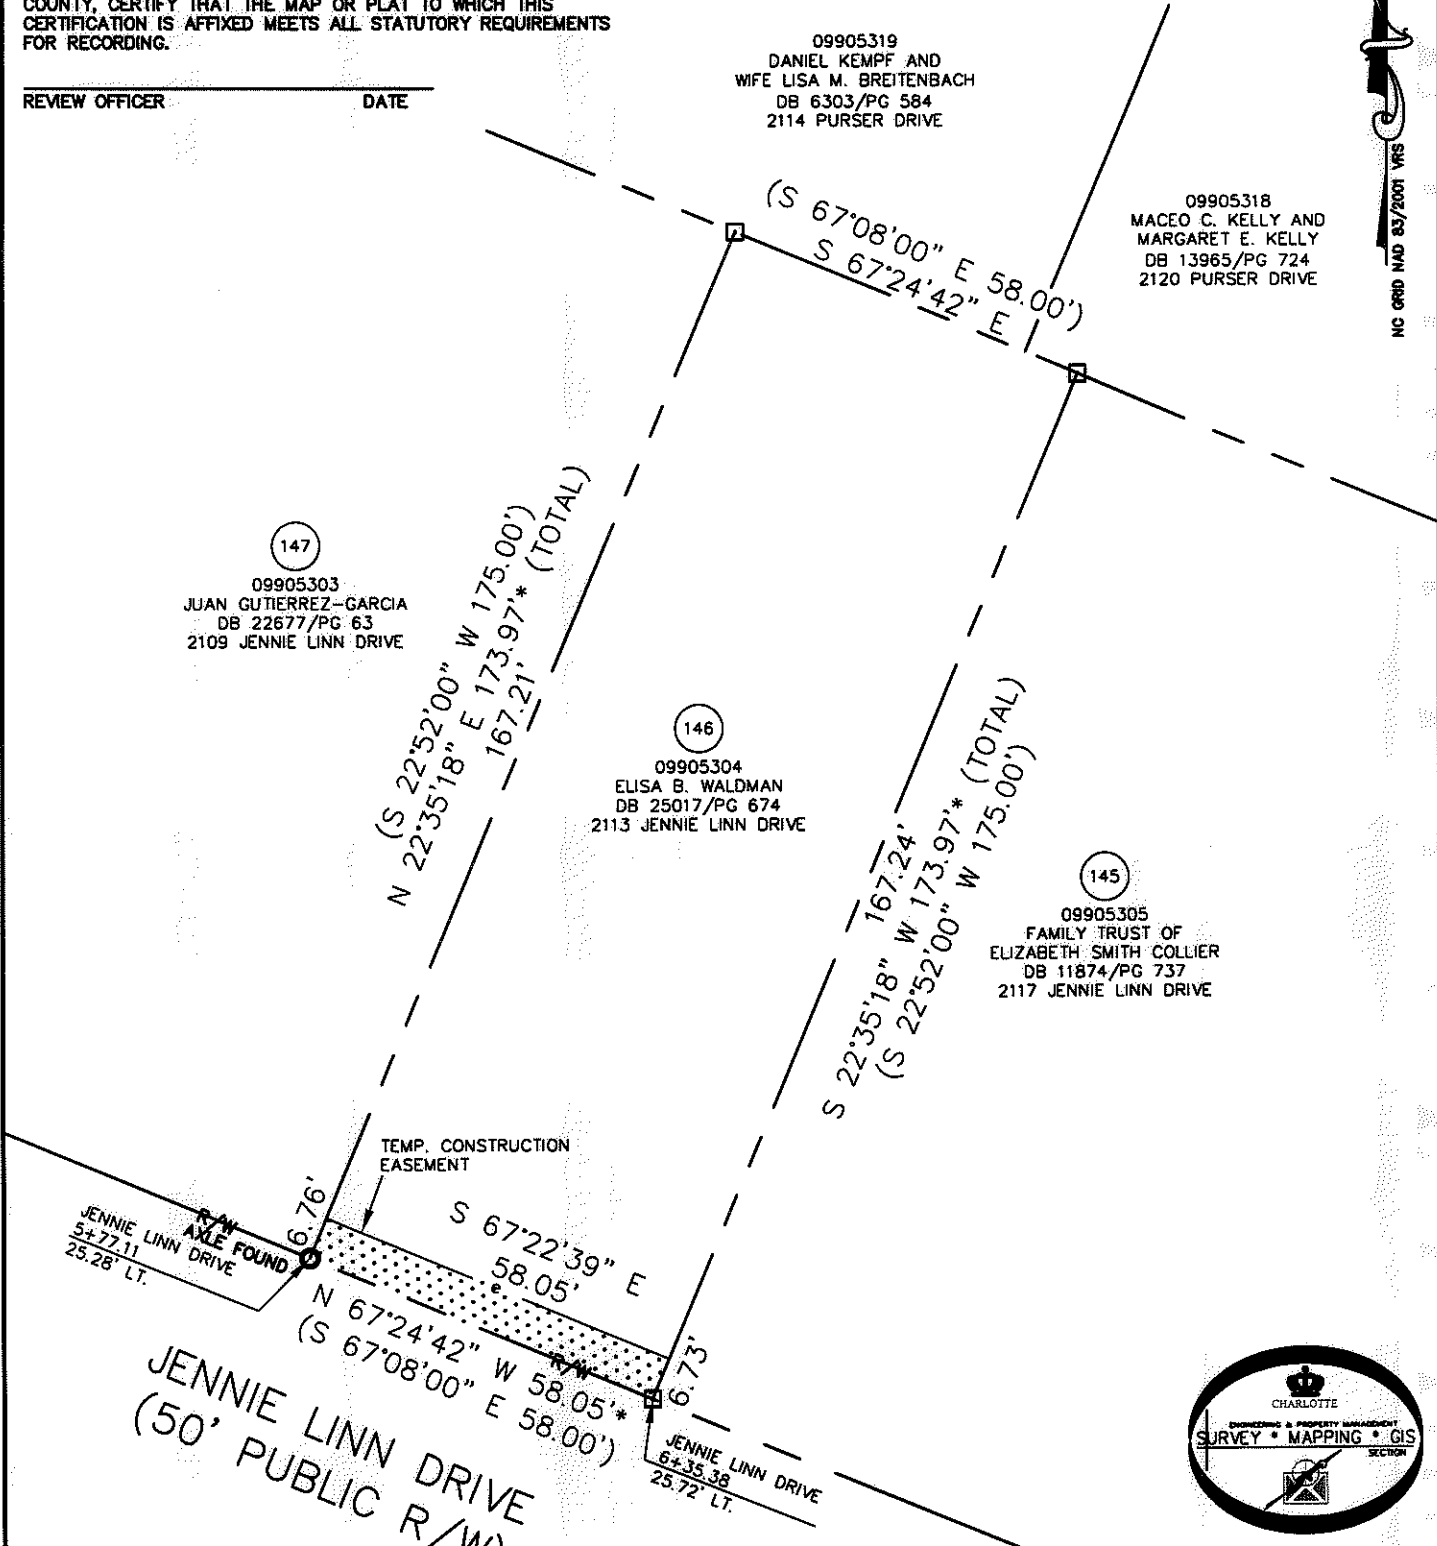 COUNTY, CERTIFY THAT THE MAP OR PLAT TO WHICH THIS
CERTIFICATION IS AFFIXED MEETS ALL STATUTORY REQUIREMENTS
FOR RECORDING.
REVIEW OFFICER DATE
09905319
DANIEL KEMPF AND
WIFE LISA M. BREITENBACH
DB 6303/PG 584
2114 PURSER DRIVE
NC GRID NAD 83/2001 VRS
09905318
MACEO C. KELLY AND
MARGARET E. KELLY
DB 13965/PG 724
2120 PURSER DRIVE
(S 67°08'00" E 58.00')
S 67°24'42" E
147
09905303
JUAN GUTIERREZ-GARCIA
DB 22677/PG 63
2109 JENNIE LINN DRIVE
(S 22°52'00" W 175.00')
N 22°35'18" E 173.97'* (TOTAL)
167.21'
146
09905304
ELISA B. WALDMAN
DB 25017/PG 674
2113 JENNIE LINN DRIVE
167.24'
S 22°35'18" W 173.97'* (TOTAL)
(S 22°52'00" W 175.00')
145
09905305
FAMILY TRUST OF
ELIZABETH SMITH COLLIER
DB 11874/PG 737
2117 JENNIE LINN DRIVE
TEMP. CONSTRUCTION
EASEMENT
6.76'
R/W
AXLE FOUND
JENNIE LINN DRIVE
5+77.11
25.28' LT.
S 67°22'39" E
58.05'
e
N 67°24'42" W 58.05'*
(S 67°08'00" E 58.00')
R/W
6.73'
JENNIE LINN DRIVE
6+35.38
25.72' LT.
JENNIE LINN DRIVE
(50' PUBLIC R/W)
CHARLOTTE
ENGINEERING & PROPERTY MANAGEMENT
SURVEY * MAPPING * GIS
SECTION